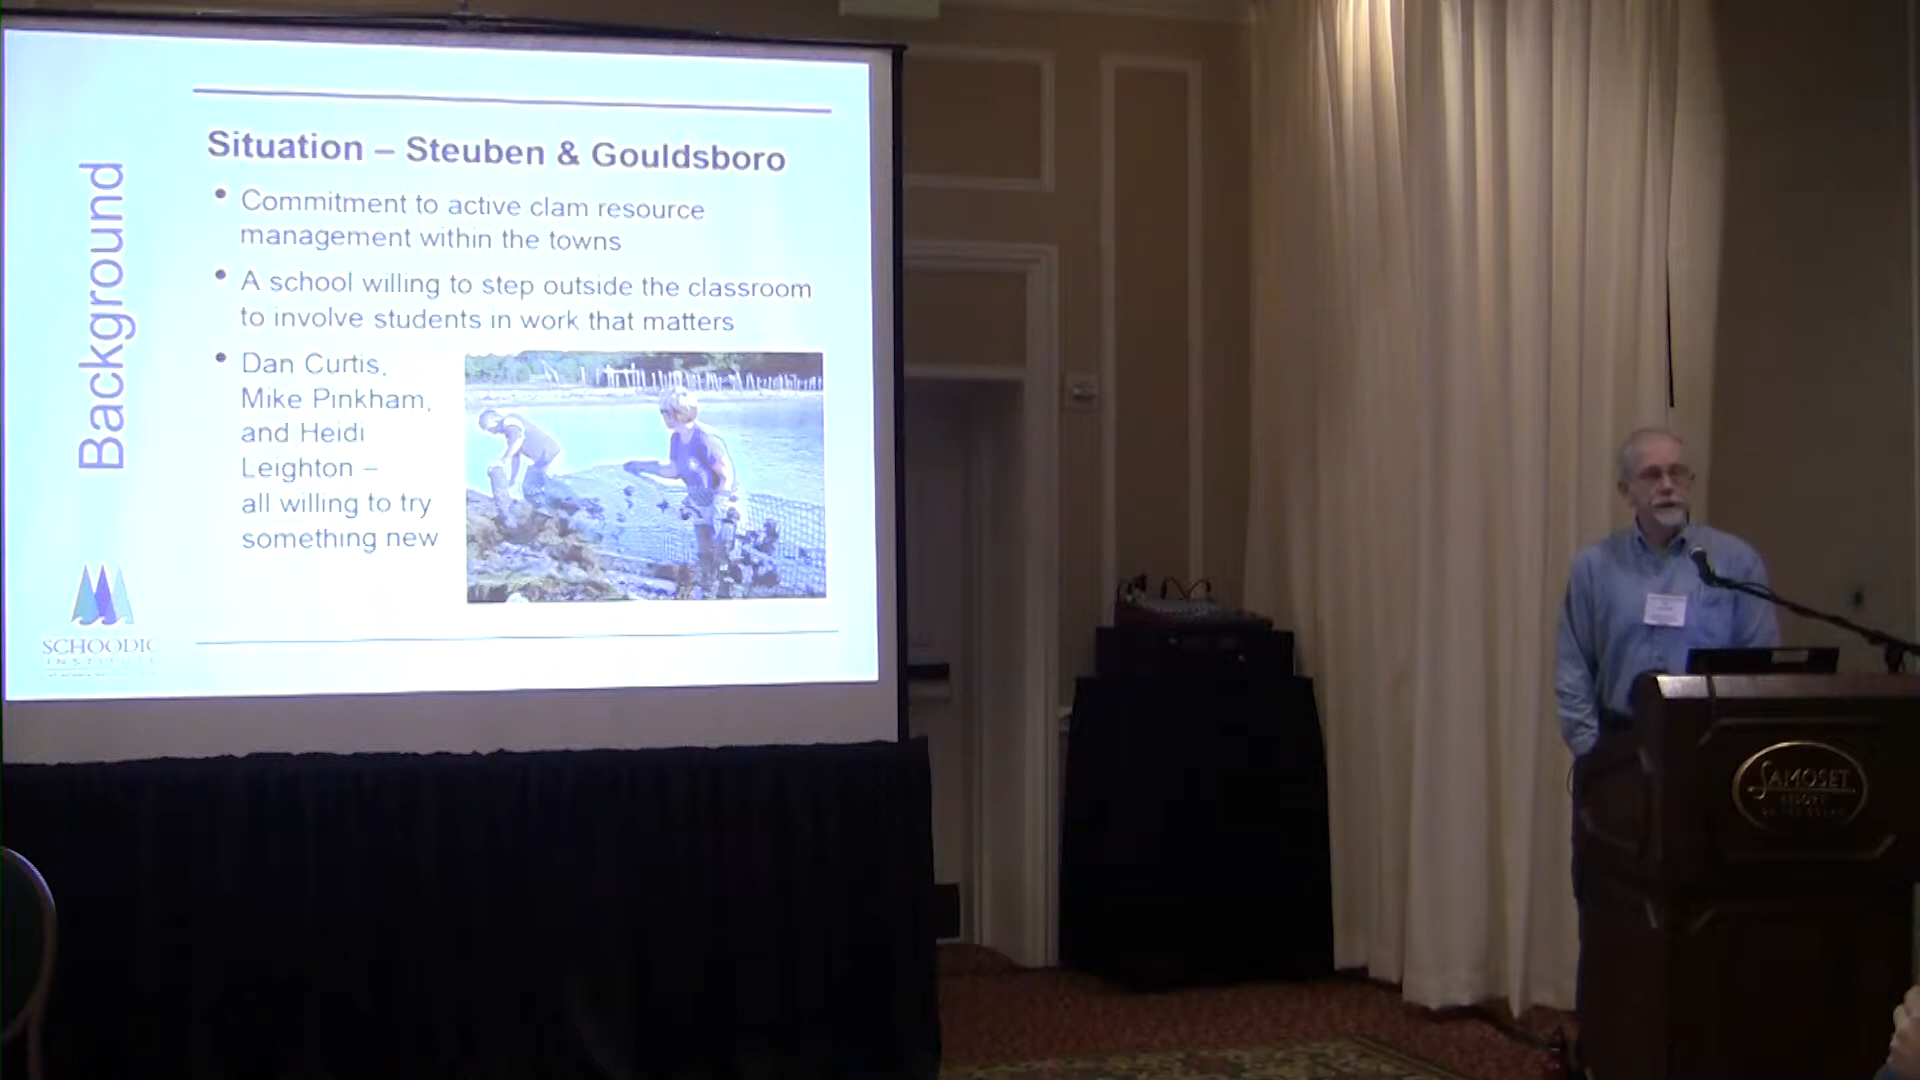 Background
Situation – Steuben & Gouldsboro
• Commitment to active clam resource
management within the towns
• A school willing to step outside the classroom
to involve students in work that matters
• Dan Curtis,
Mike Pinkham,
and Heidi
Leighton –
all willing to try
something new
SCHOODIC
INSTITUTE
SAMOSET
RESORT